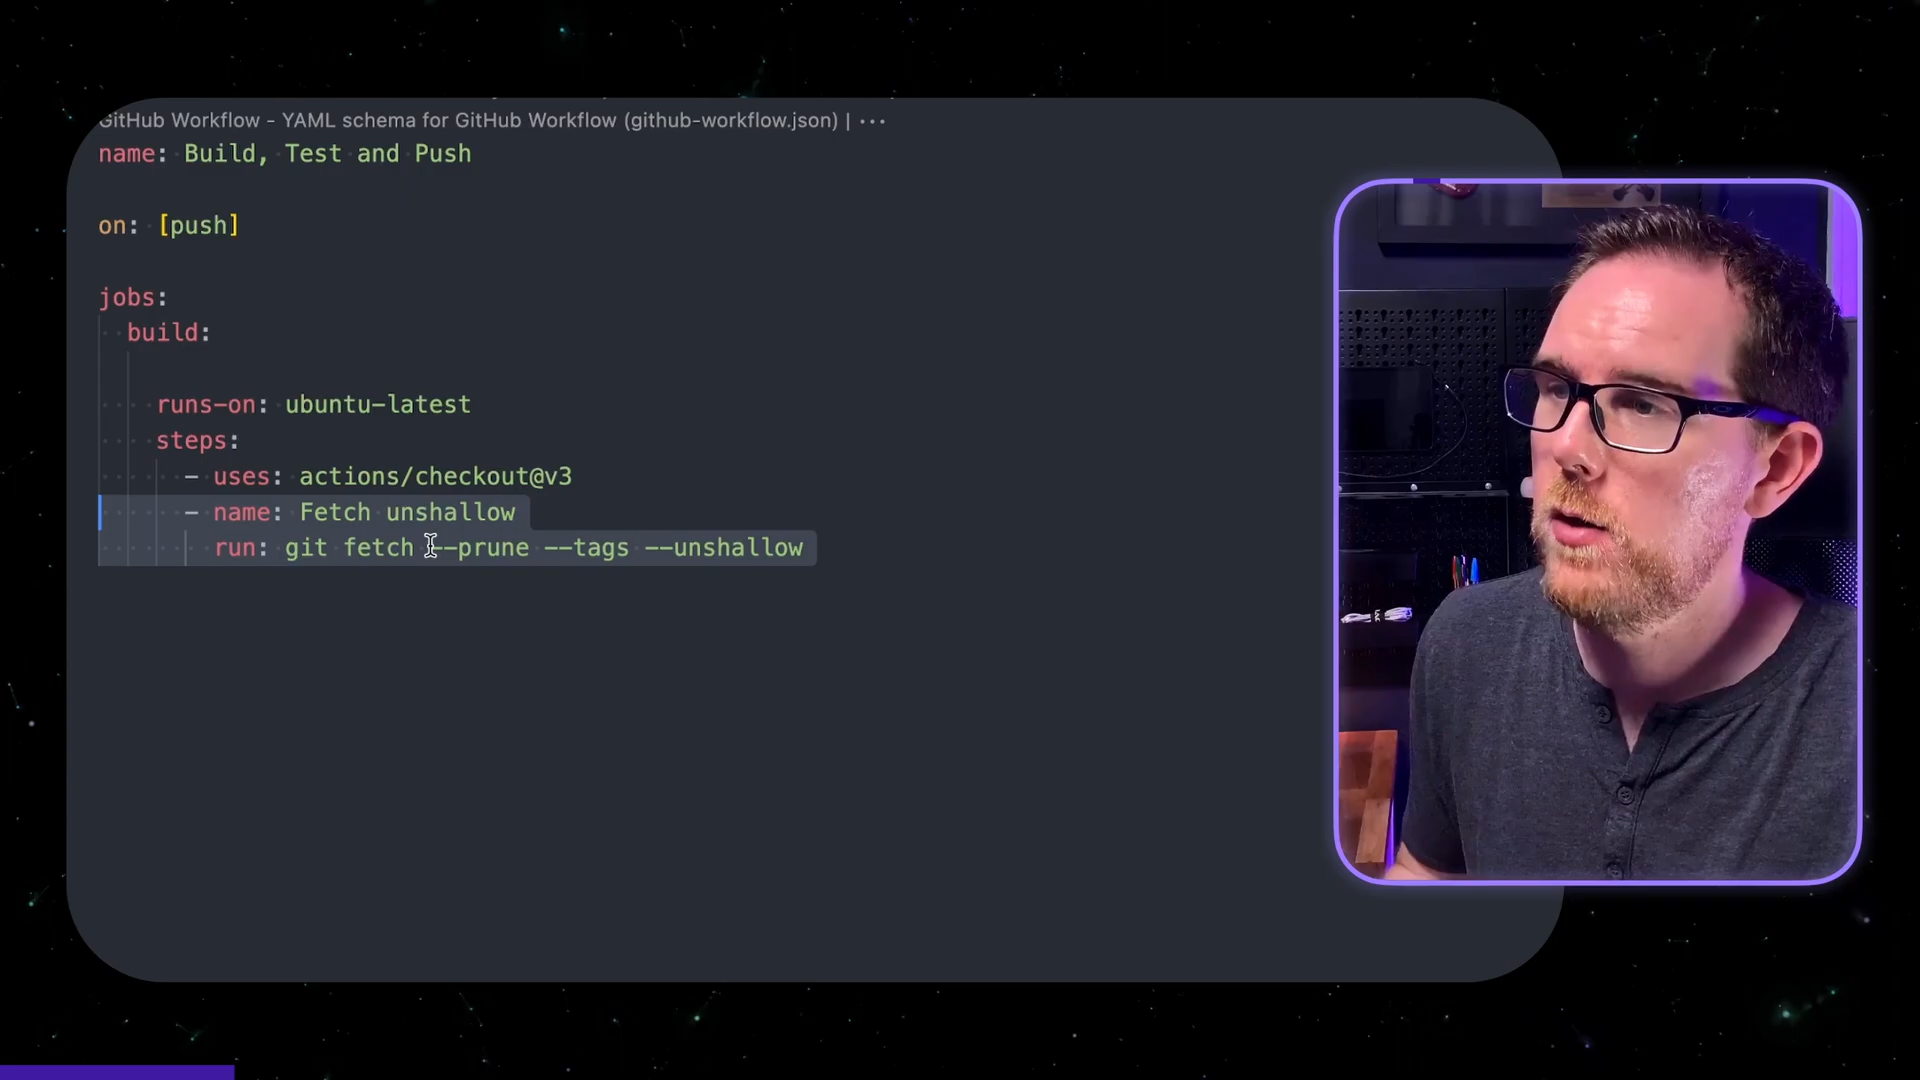 GitHub Workflow - YAML schema for GitHub Workflow (github-workflow.json) | ···
name: Build, Test and Push
on: [push]
jobs:
build:
runs-on: ubuntu-latest
steps:
- uses: actions/checkout@v3
- name: Fetch unshallow
run: git fetch --prune --tags --unshallow